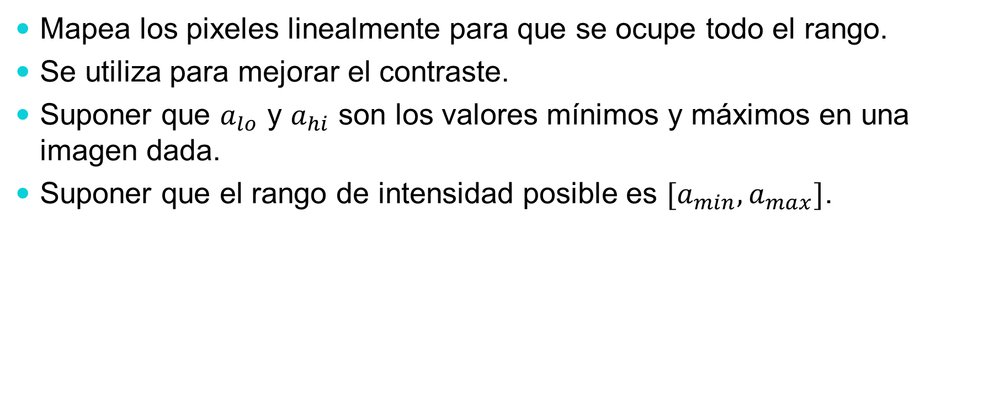 • Mapea los pixeles linealmente para que se ocupe todo el rango.
• Se utiliza para mejorar el contraste.
• Suponer que $a_{lo}$ y $a_{hi}$ son los valores mínimos y máximos en una
imagen dada.
• Suponer que el rango de intensidad posible es $[a_{min}, a_{max}]$.